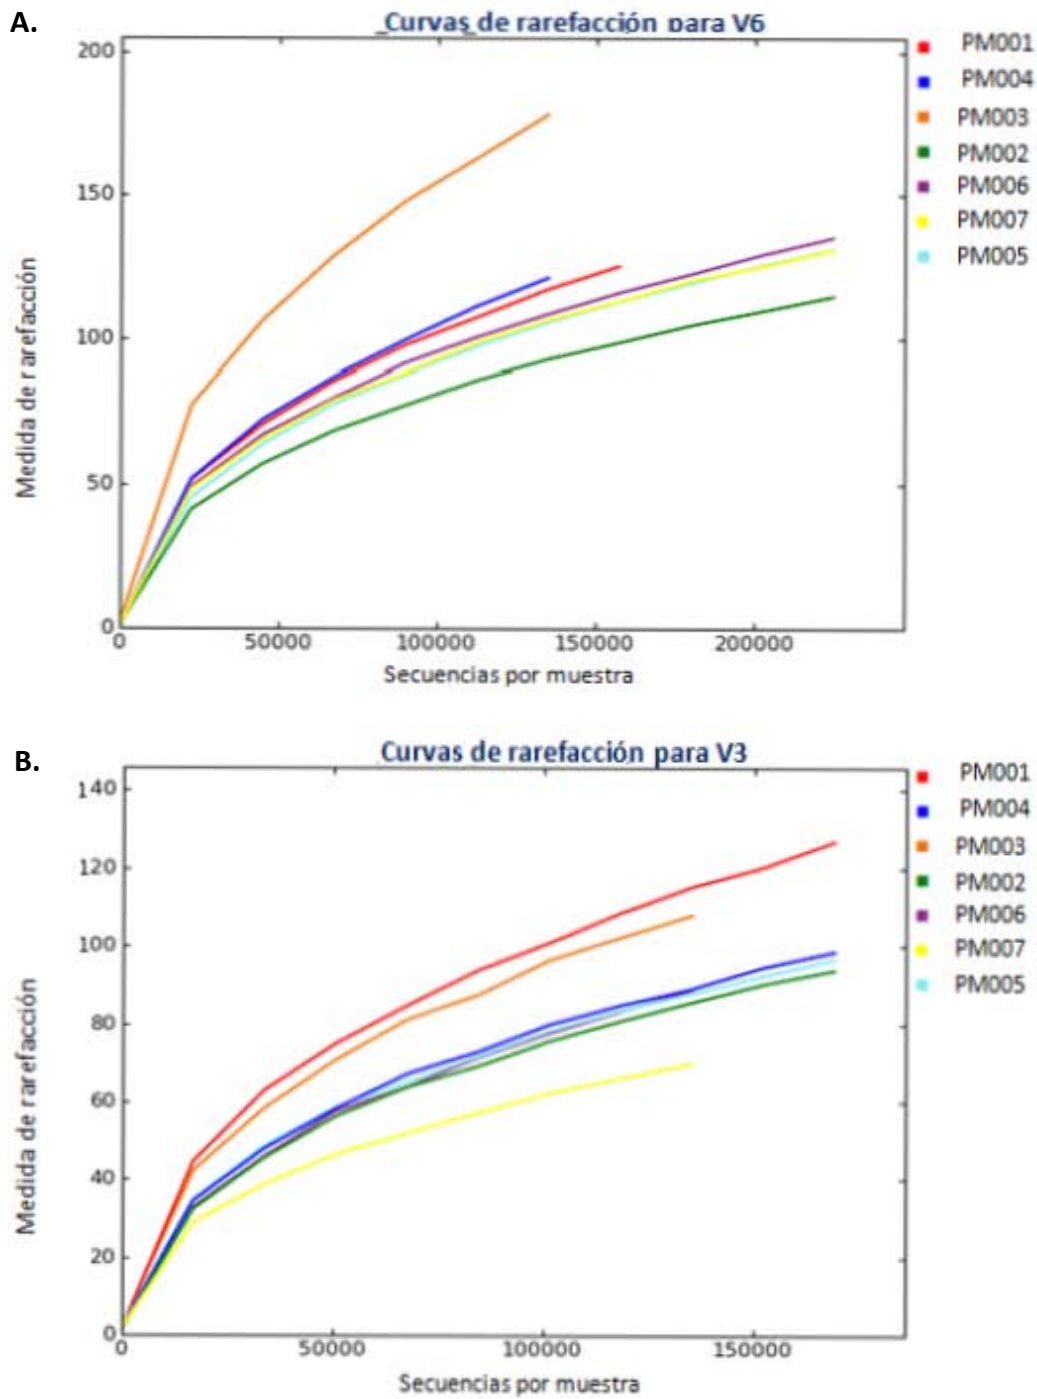 A.
Curvas de rarefacción para V6
200
150
100
50
0
0 50000 100000 150000 200000
Medida de rarefacción
Secuencias por muestra
PM001
PM004
PM003
PM002
PM006
PM007
PM005
B.
Curvas de rarefacción para V3
140
120
100
80
60
40
20
0
0 50000 100000 150000
Medida de rarefacción
Secuencias por muestra
PM001
PM004
PM003
PM002
PM006
PM007
PM005